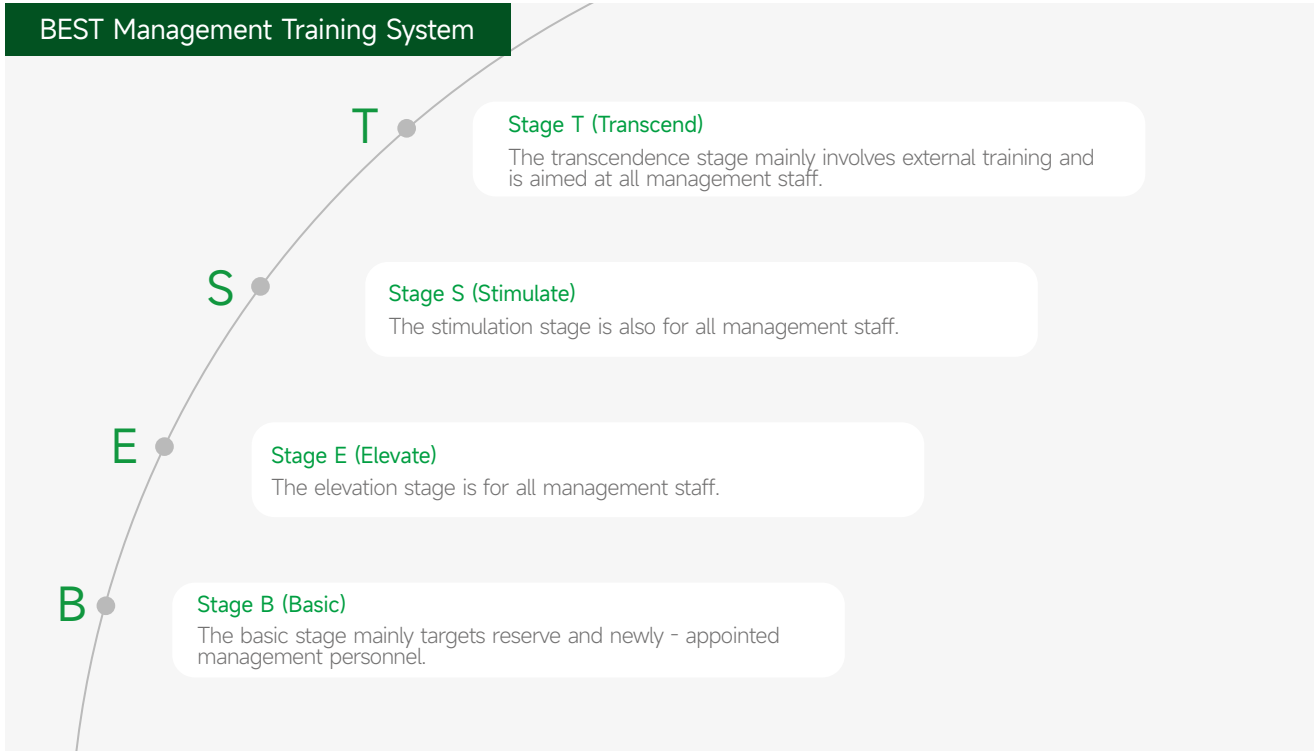 BEST Management Training System
T
Stage T (Transcend)
The transcendence stage mainly involves external training and
is aimed at all management staff.
S
Stage S (Stimulate)
The stimulation stage is also for all management staff.
E
Stage E (Elevate)
The elevation stage is for all management staff.
B
Stage B (Basic)
The basic stage mainly targets reserve and newly - appointed
management personnel.